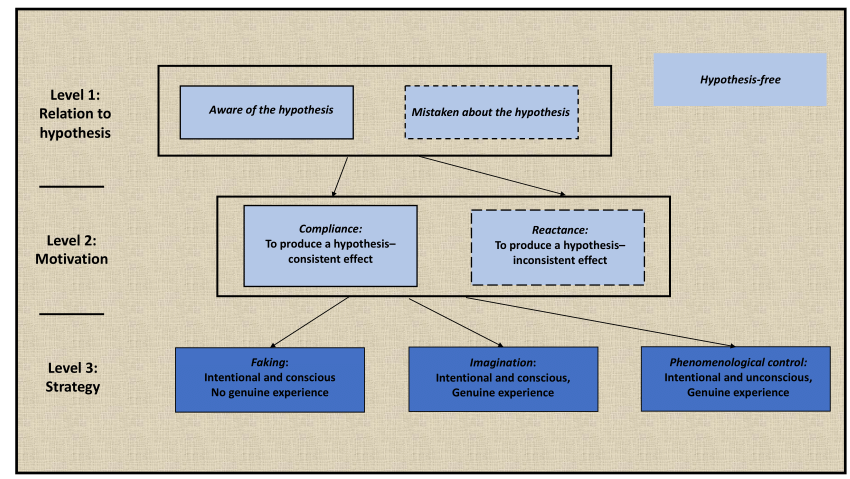 Level 1:
Relation to
hypothesis
Aware of the hypothesis
Mistaken about the hypothesis
Hypothesis-free
Level 2:
Motivation
Compliance:
To produce a hypothesis–
consistent effect
Reactance:
To produce a hypothesis–
inconsistent effect
Level 3:
Strategy
Faking:
Intentional and conscious
No genuine experience
Imagination:
Intentional and conscious,
Genuine experience
Phenomenological control:
Intentional and unconscious,
Genuine experience